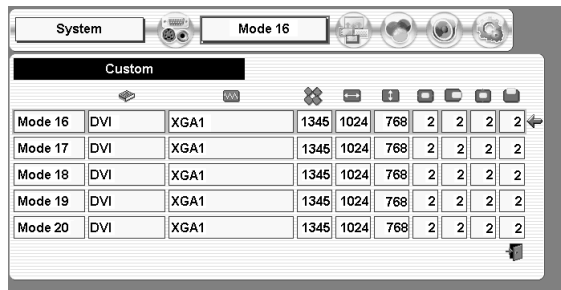 System Mode 16
Custom
Mode 16 DVI XGA1 1345 1024 768 2 2 2 2
Mode 17 DVI XGA1 1345 1024 768 2 2 2 2
Mode 18 DVI XGA1 1345 1024 768 2 2 2 2
Mode 19 DVI XGA1 1345 1024 768 2 2 2 2
Mode 20 DVI XGA1 1345 1024 768 2 2 2 2